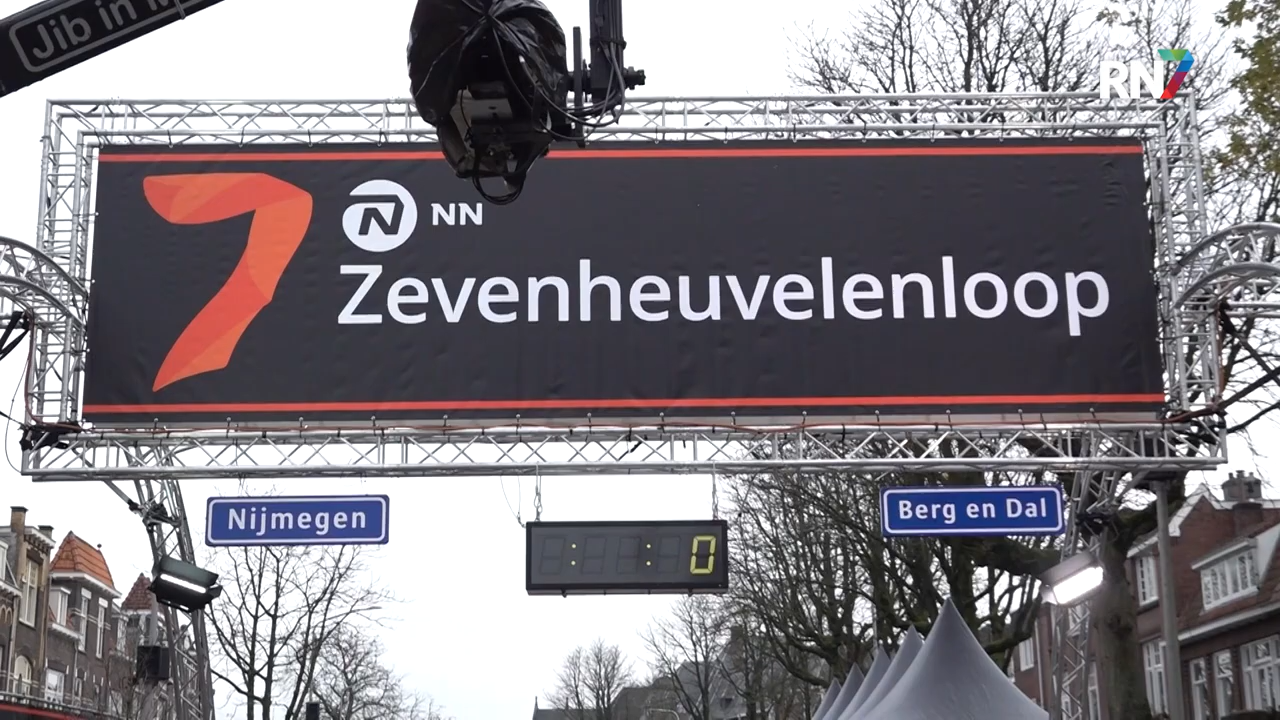 Jib in
RN7
7
N NN
Zevenheuvelenloop
Nijmegen
Berg en Dal
: : 0